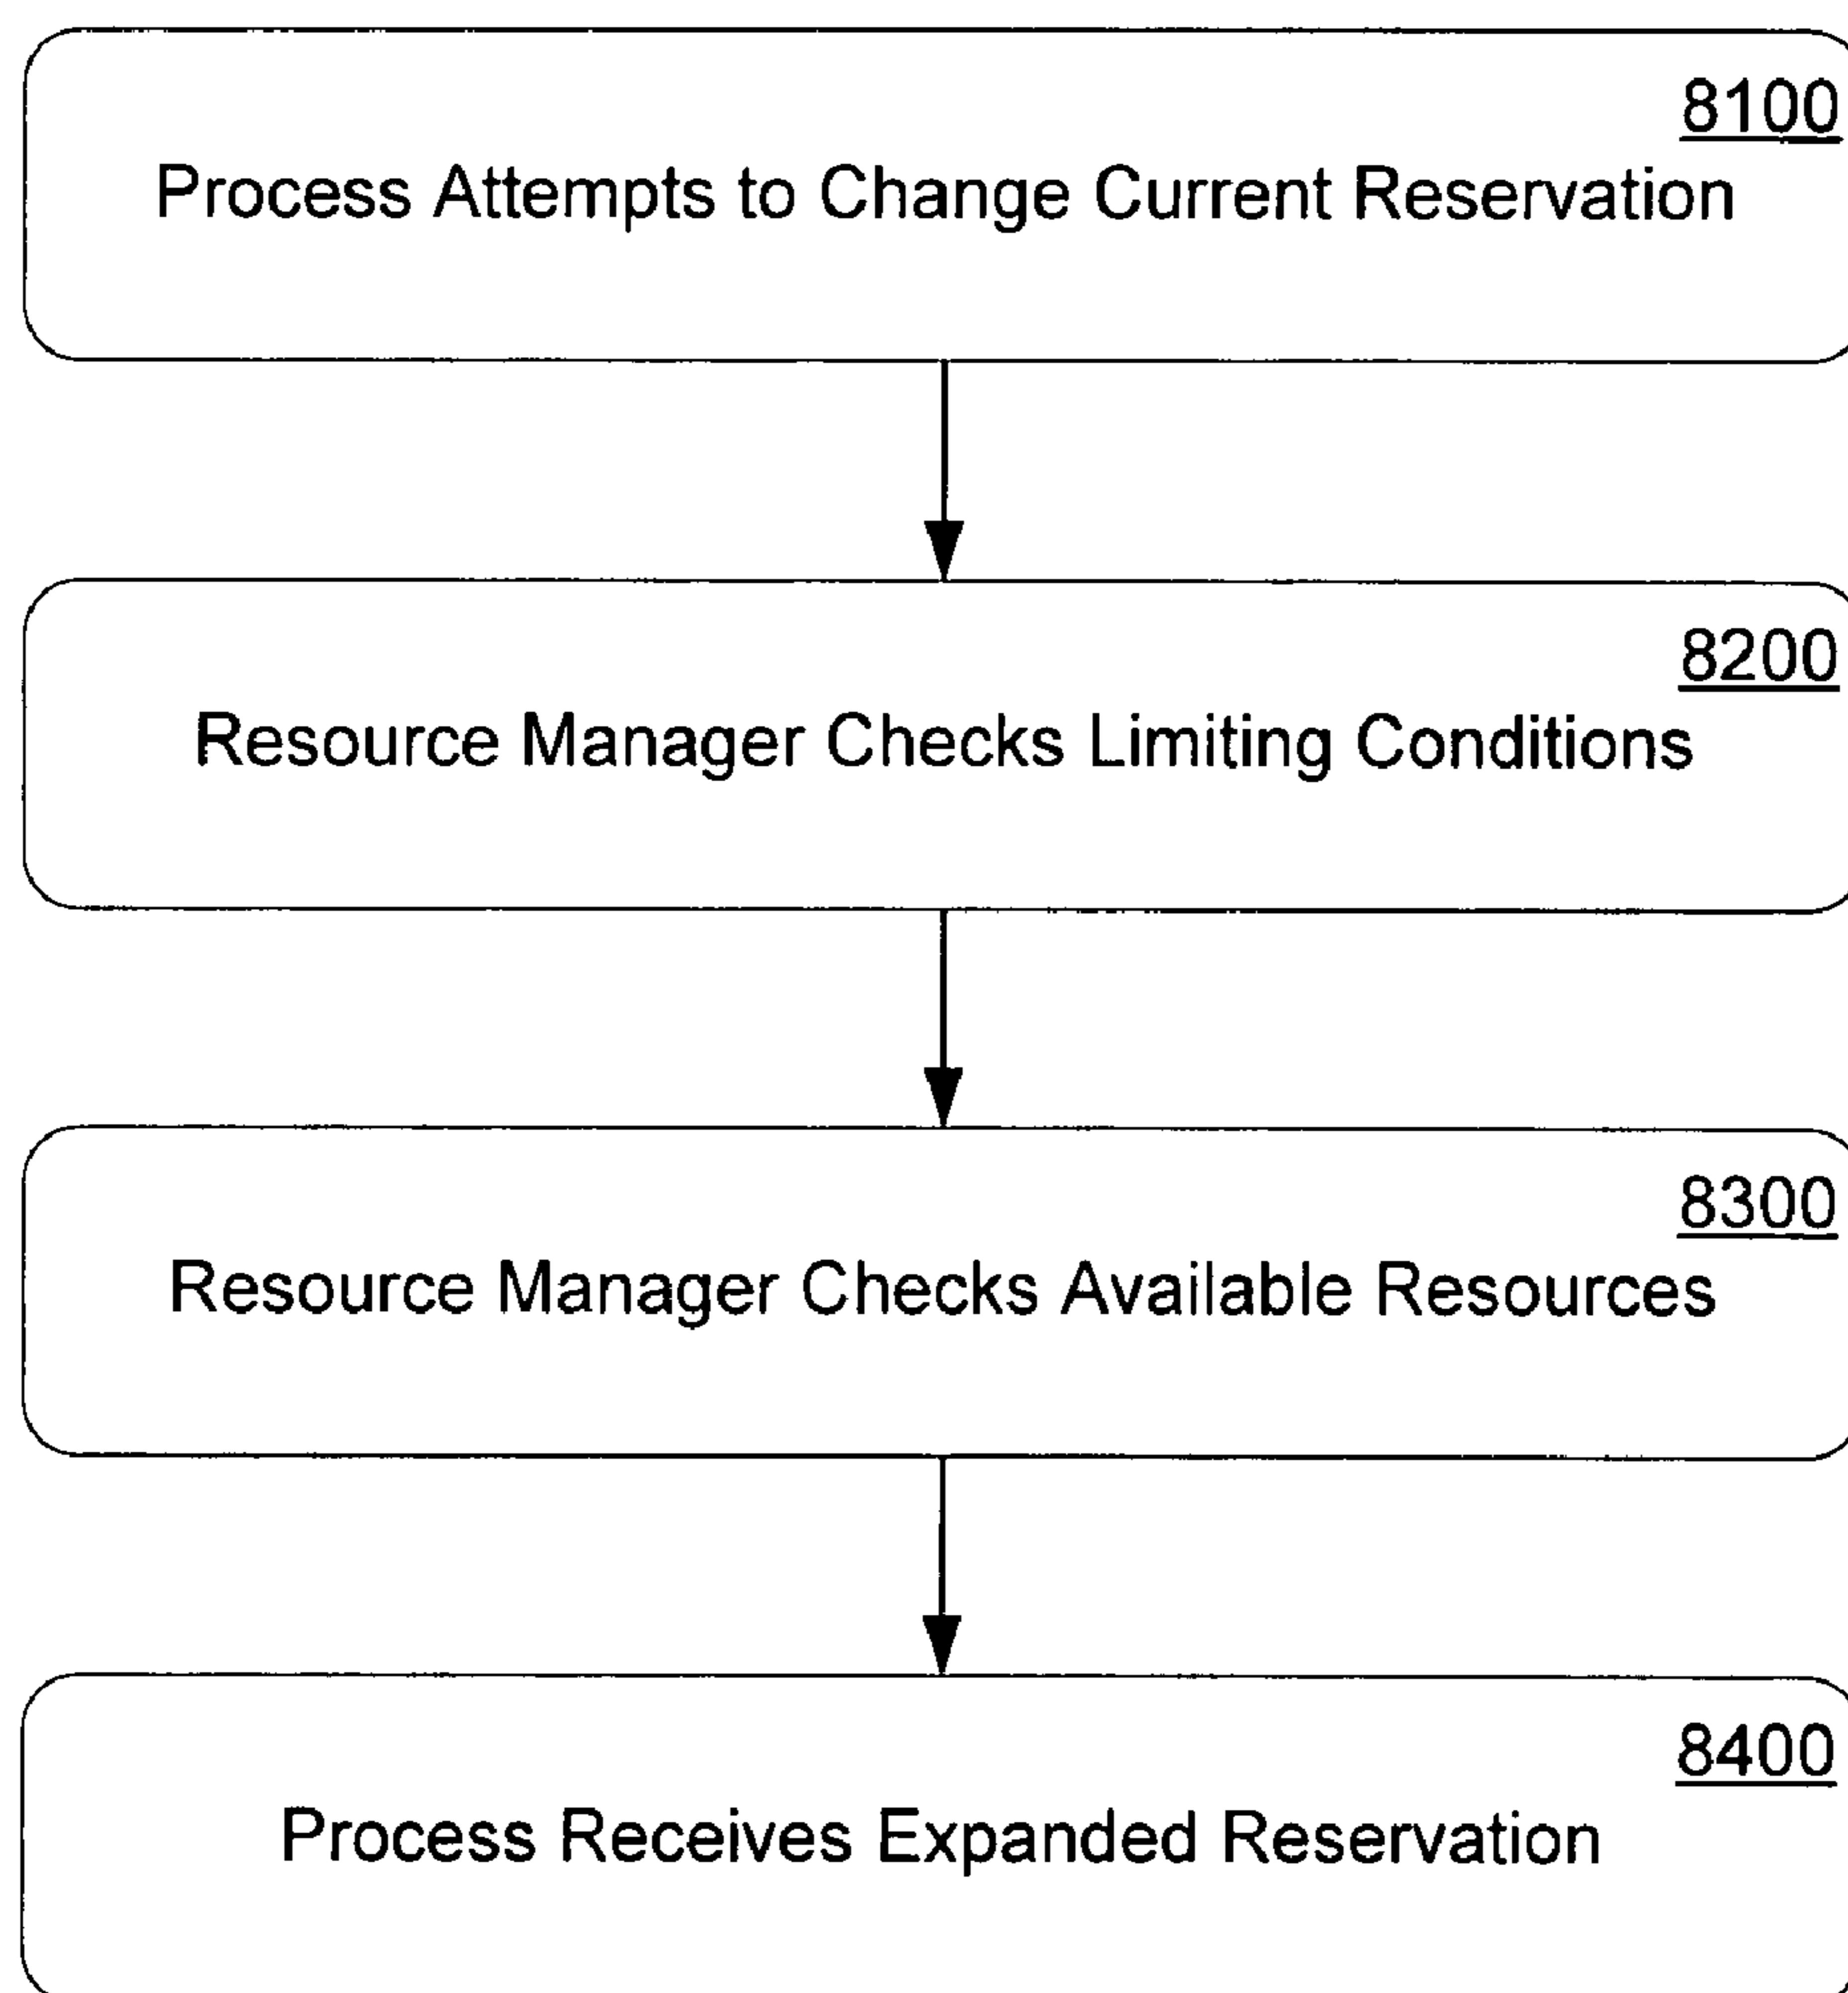 8100
Process Attempts to Change Current Reservation
8200
Resource Manager Checks Limiting Conditions
8300
Resource Manager Checks Available Resources
8400
Process Receives Expanded Reservation